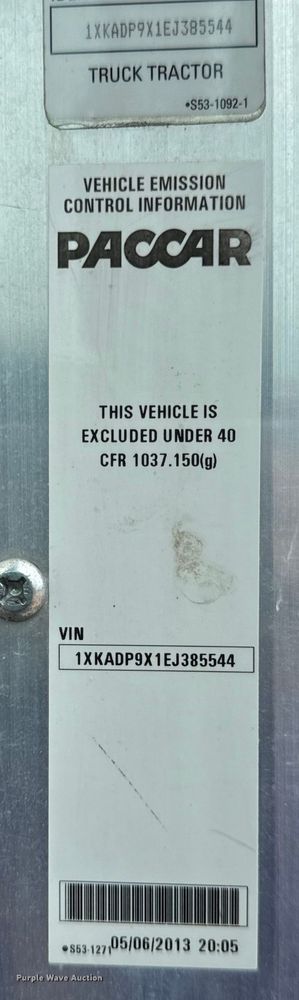 1XKADP9X1EJ385544
TRUCK TRACTOR
•S53-1092-1
VEHICLE EMISSION
CONTROL INFORMATION
PACCAR
THIS VEHICLE IS
EXCLUDED UNDER 40
CFR 1037.150(g)
VIN
1XKADP9X1EJ385544
•S53-1271 05/06/2013 20:05
Purple Wave Auction